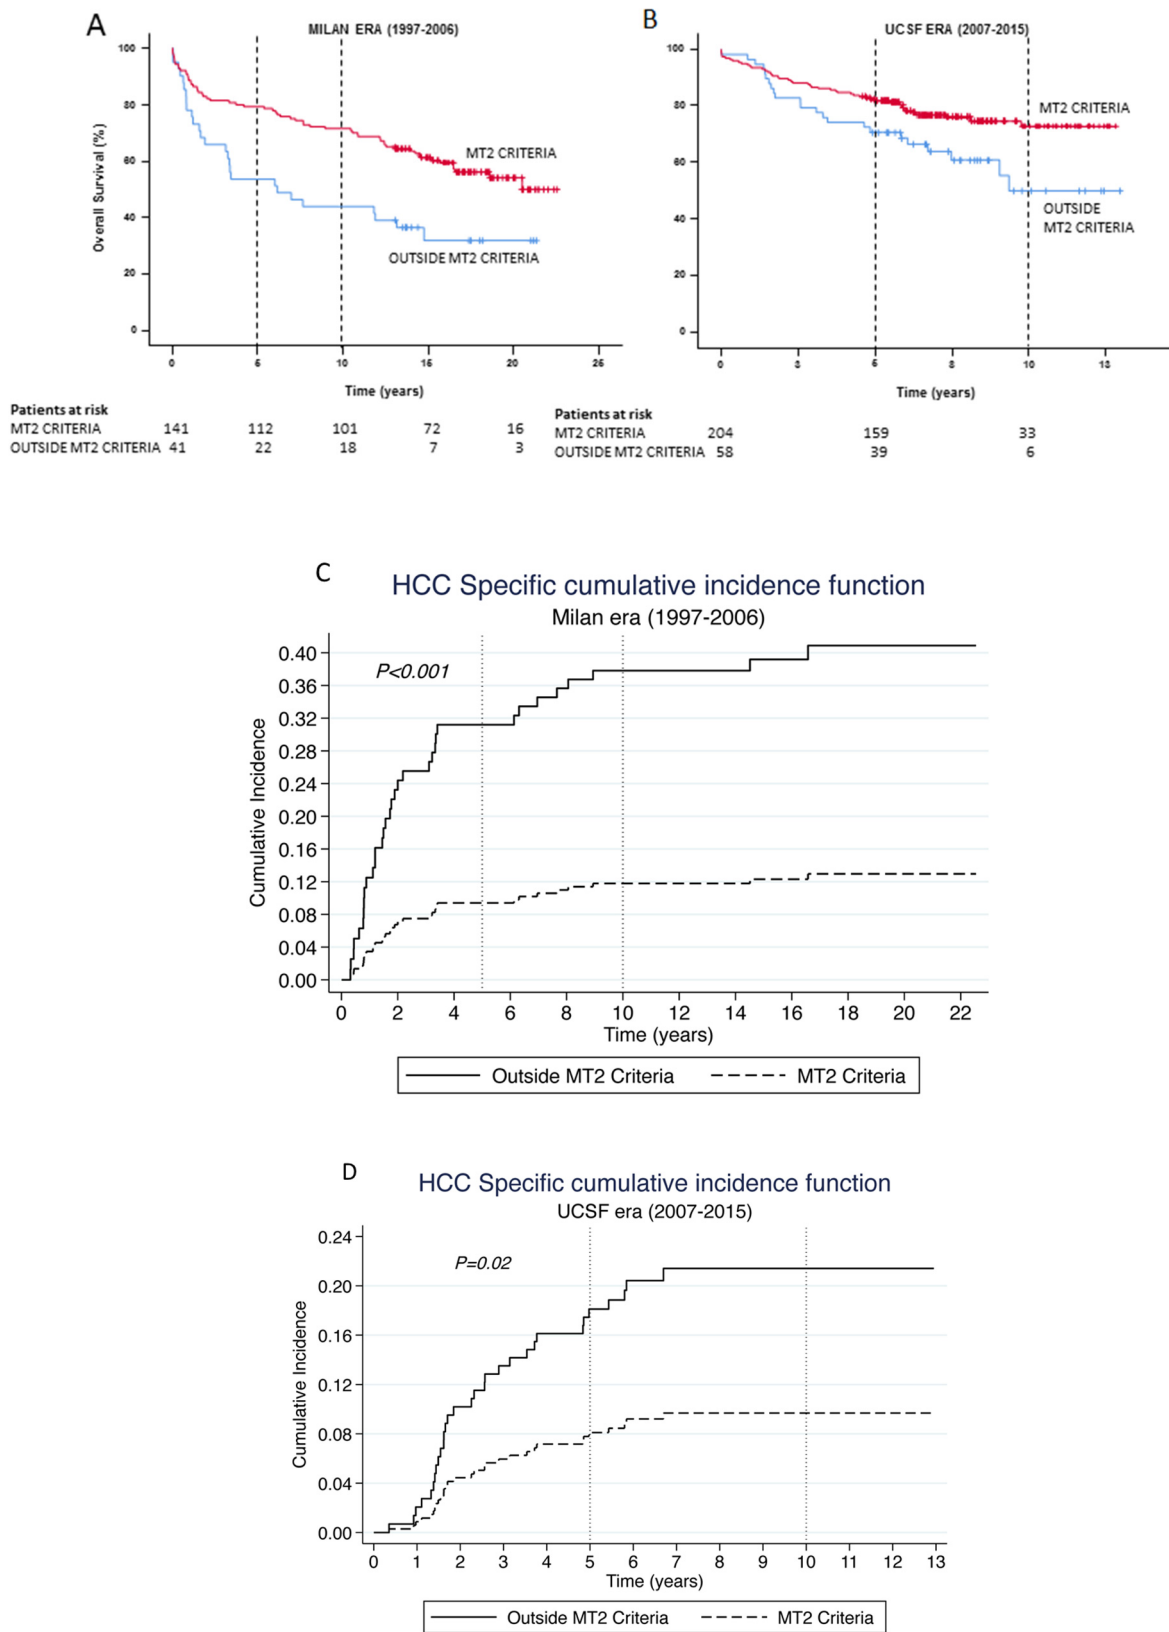 A
MILAN ERA (1997-2006)
100
80
60
40
20
0
Overall Survival (%)
MT2 CRITERIA
OUTSIDE MT2 CRITERIA
0 10 20
Time (years)
Patients at risk
MT2 CRITERIA 141 112 101 72 16
OUTSIDE MT2 CRITERIA 41 22 18 7 3
B
UCSF ERA (2007-2015)
100
80
60
40
20
0
MT2 CRITERIA
OUTSIDE
MT2 CRITERIA
0 10
Time (years)
Patients at risk
MT2 CRITERIA 204 159 33
OUTSIDE MT2 CRITERIA 58 39 6
C
HCC Specific cumulative incidence function
Milan era (1997-2006)
P<0.001
0.40
0.36
0.32
0.28
0.24
0.20
0.16
0.12
0.08
0.04
0.00
Cumulative Incidence
0 2 4 6 8 10 12 14 16 18 20 22
Time (years)
Outside MT2 Criteria MT2 Criteria
D
HCC Specific cumulative incidence function
UCSF era (2007-2015)
P=0.02
0.24
0.20
0.16
0.12
0.08
0.04
0.00
Cumulative Incidence
0 1 2 3 4 5 6 7 8 9 10 11 12 13
Time (years)
Outside MT2 Criteria MT2 Criteria